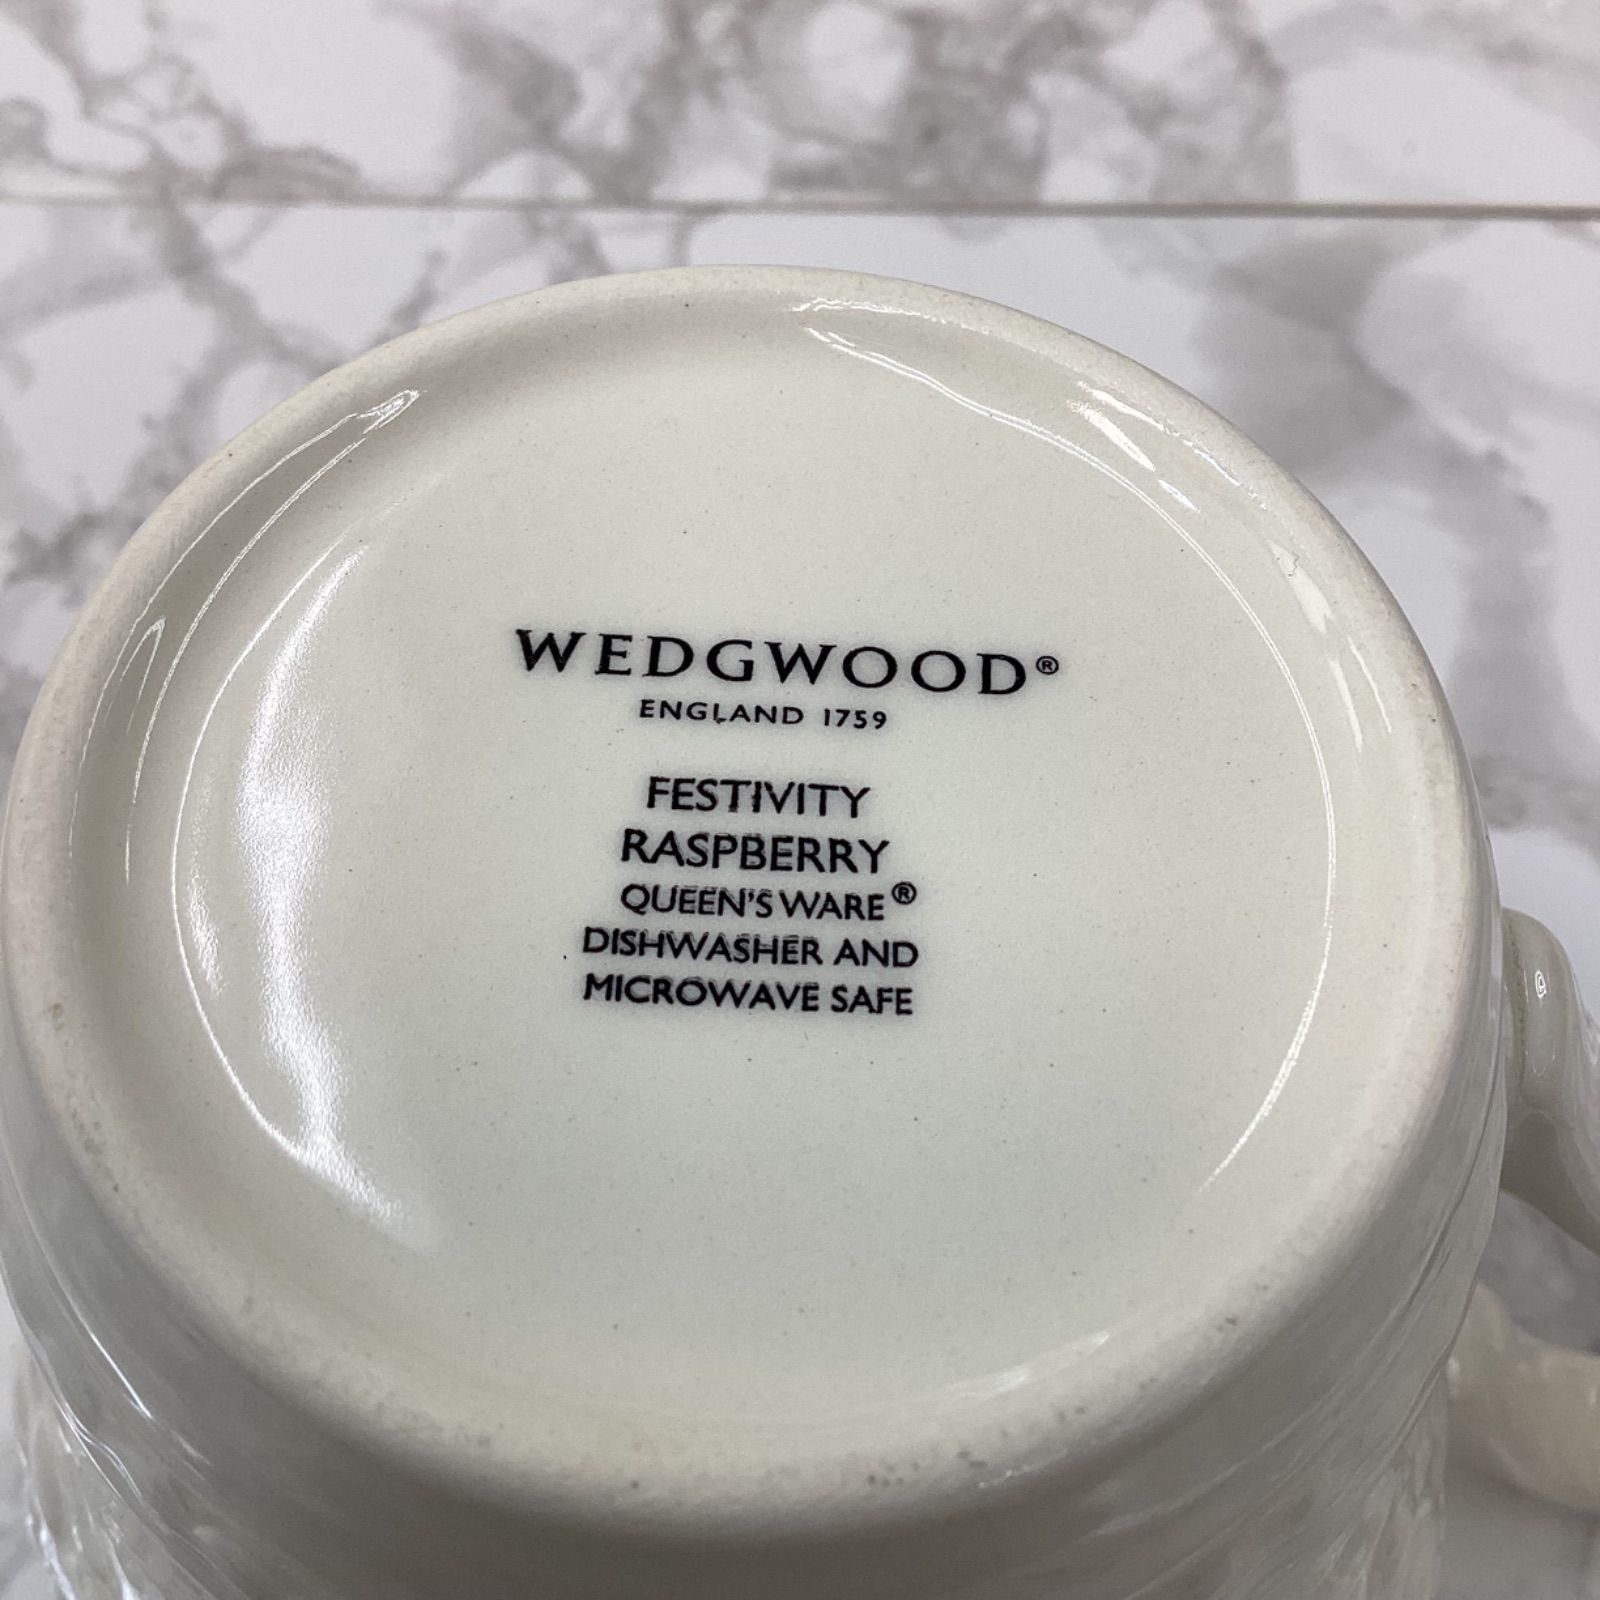 WEDGWOOD®
ENGLAND 1759
FESTIVITY
RASPBERRY
QUEEN'S WARE®
DISHWASHER AND
MICROWAVE SAFE